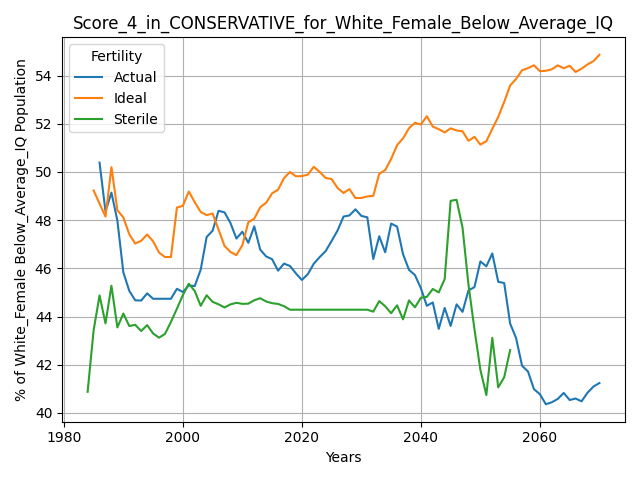 Score_4_in_CONSERVATIVE_for_White_Female_Below_Average_IQ
Fertility
Actual
Ideal
Sterile
% of White_Female Below_Average_IQ Population
54
52
50
48
46
44
42
40
1980
2000
2020
2040
2060
Years